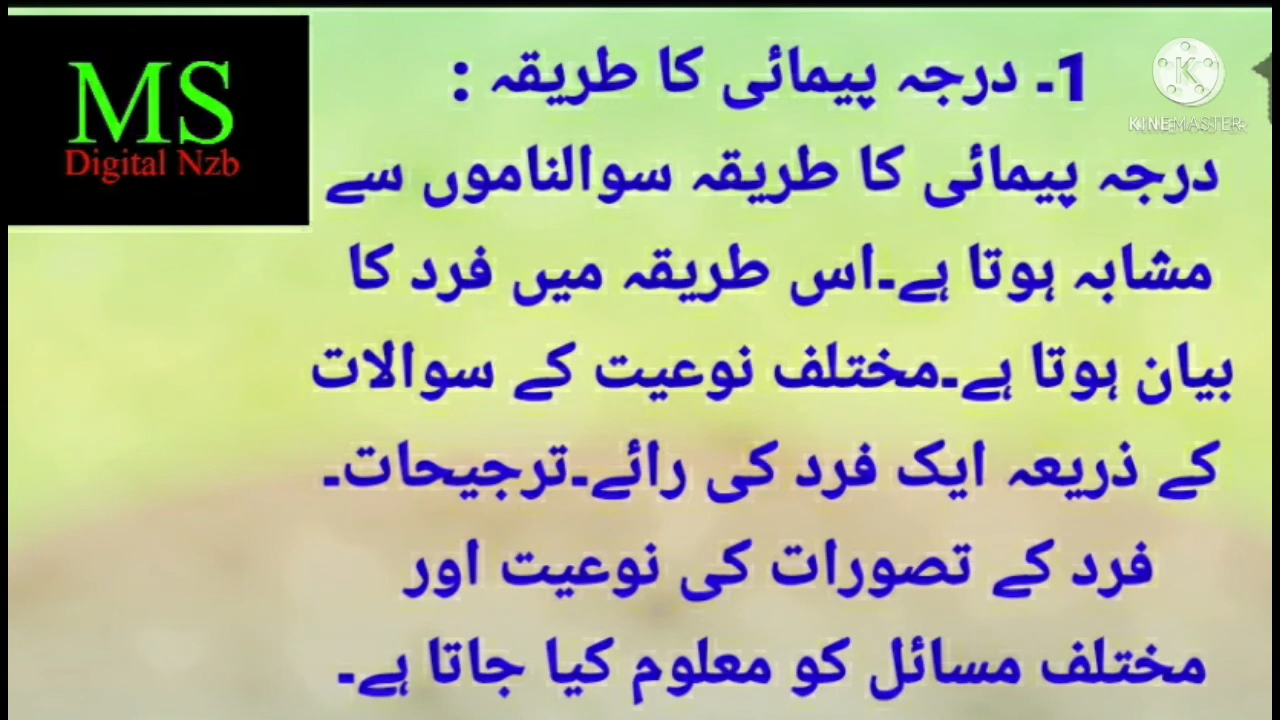 MS
Digital Nzb
KINEMASTER
1۔ درجہ پیمائی کا طریقہ :
درجہ پیمائی کا طریقہ سوالناموں سے
مشابہ ہوتا ہے۔اس طریقہ میں فرد کا
بیان ہوتا ہے۔مختلف نوعیت کے سوالات
کے ذریعہ ایک فرد کی رائے۔ترجیحات۔
فرد کے تصورات کی نوعیت اور
مختلف مسائل کو معلوم کیا جاتا ہے۔